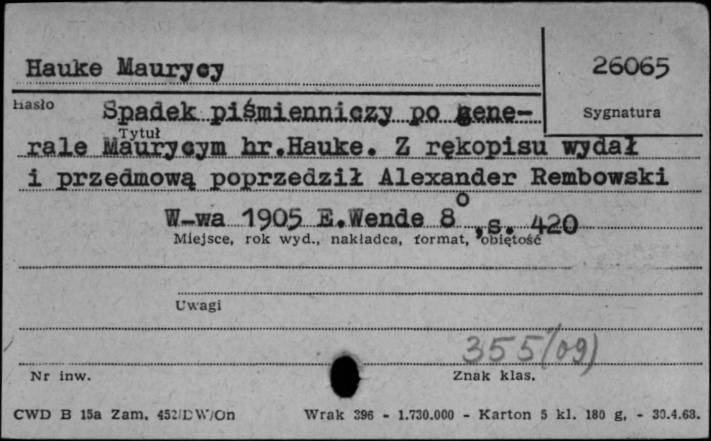 Hauke Maurycy
26065
Hasło
Sygnatura
Spadek piśmienniczy po gene-
Tytuł
rale Maurycym hr.Hauke. Z rękopisu wydał
i przedmową poprzedził Alexander Rembowski
W-wa 1905 E.Wende 8° ,s. 420
Miejsce, rok wyd., nakładca, format, objętość
Uwagi
355(09)
Nr inw.
Znak klas.
CWD B 15a Zam. 452/DW/On Wrak 396 - 1.730.000 - Karton 5 kl. 180 g, - 30.4.63.